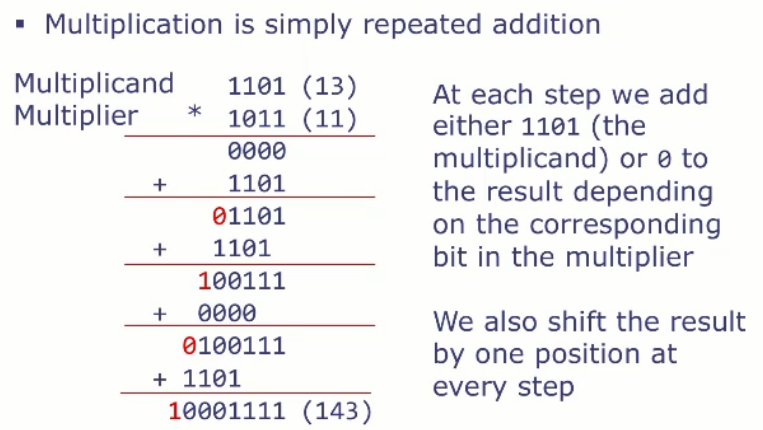 ▪ Multiplication is simply repeated addition
Multiplicand 1101 (13)
Multiplier * 1011 (11)
0000
+ 1101
01101
+ 1101
100111
+ 0000
0100111
+ 1101
10001111 (143)
At each step we add
either 1101 (the
multiplicand) or 0 to
the result depending
on the corresponding
bit in the multiplier
We also shift the result
by one position at
every step